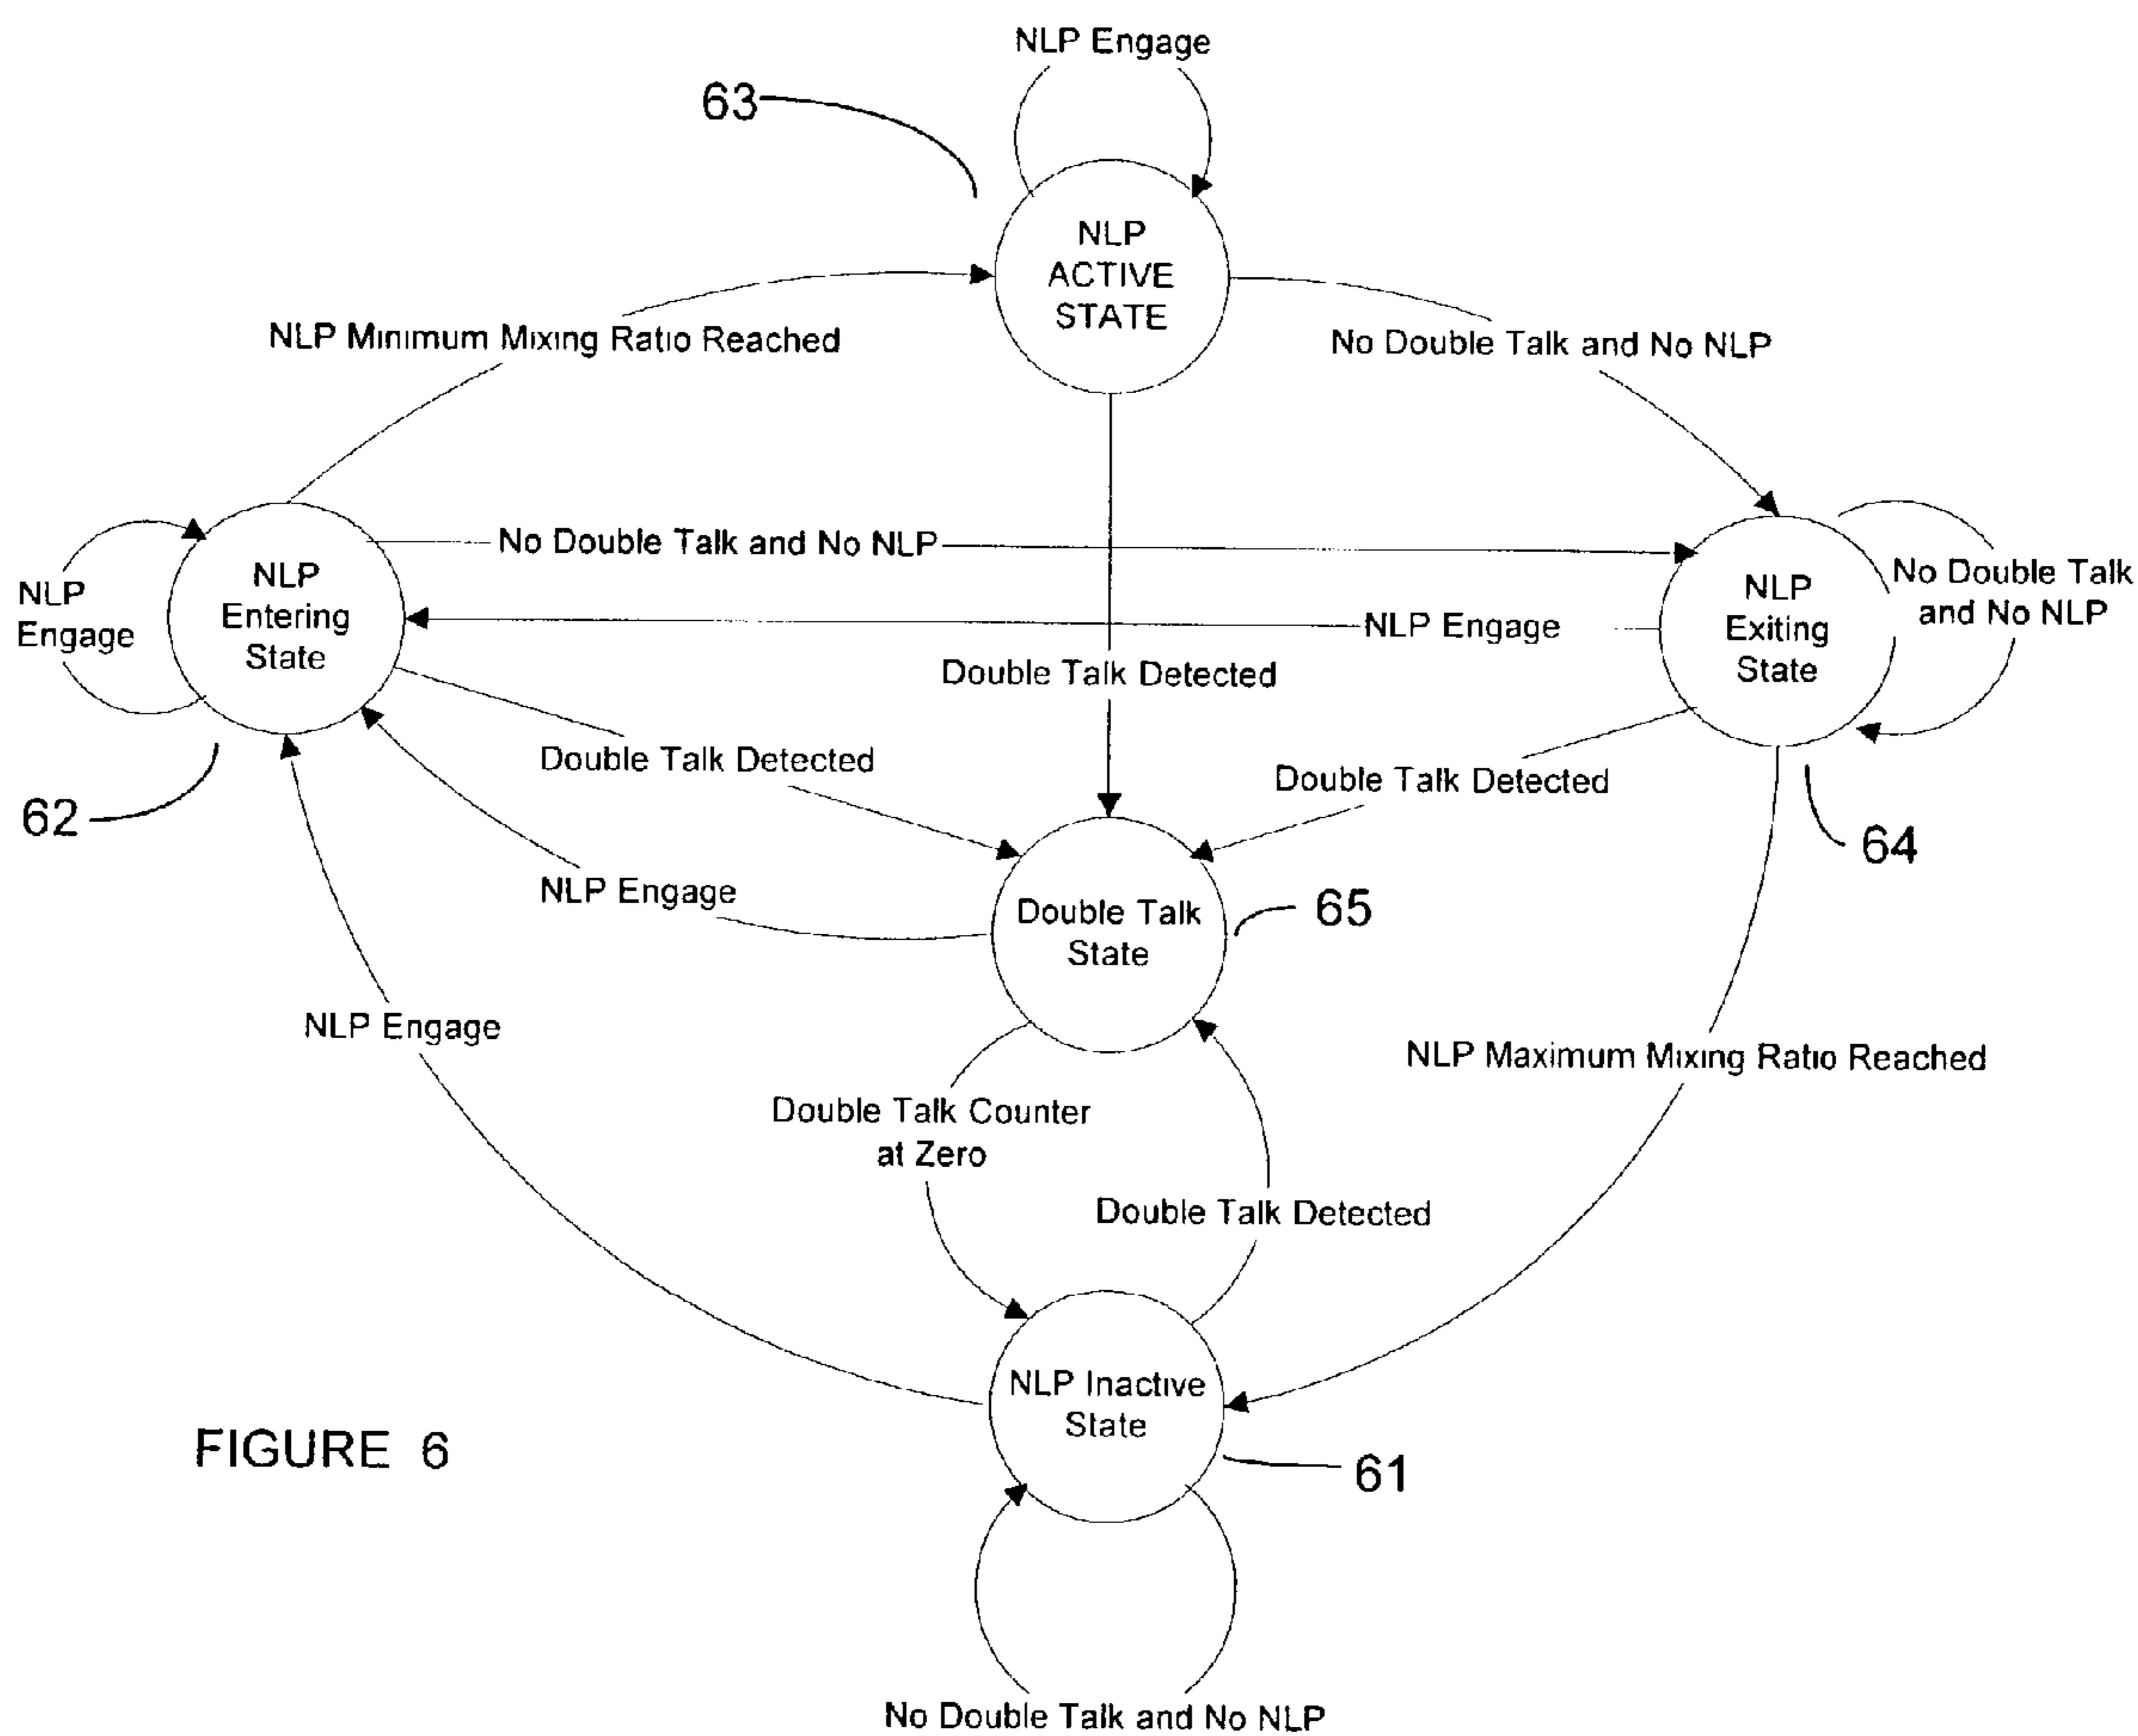 NLP Engage
63
NLP
ACTIVE
STATE
NLP Minimum Mixing Ratio Reached
No Double Talk and No NLP
No Double Talk and No NLP
NLP
Engage
NLP
Entering
State
NLP
Exiting
State
No Double Talk
and No NLP
NLP Engage
Double Talk Detected
Double Talk Detected
Double Talk Detected
62
64
NLP Engage
65
Double Talk
State
NLP Engage
NLP Maximum Mixing Ratio Reached
Double Talk Counter
at Zero
Double Talk Detected
NLP Inactive
State
FIGURE 6
61
No Double Talk and No NLP